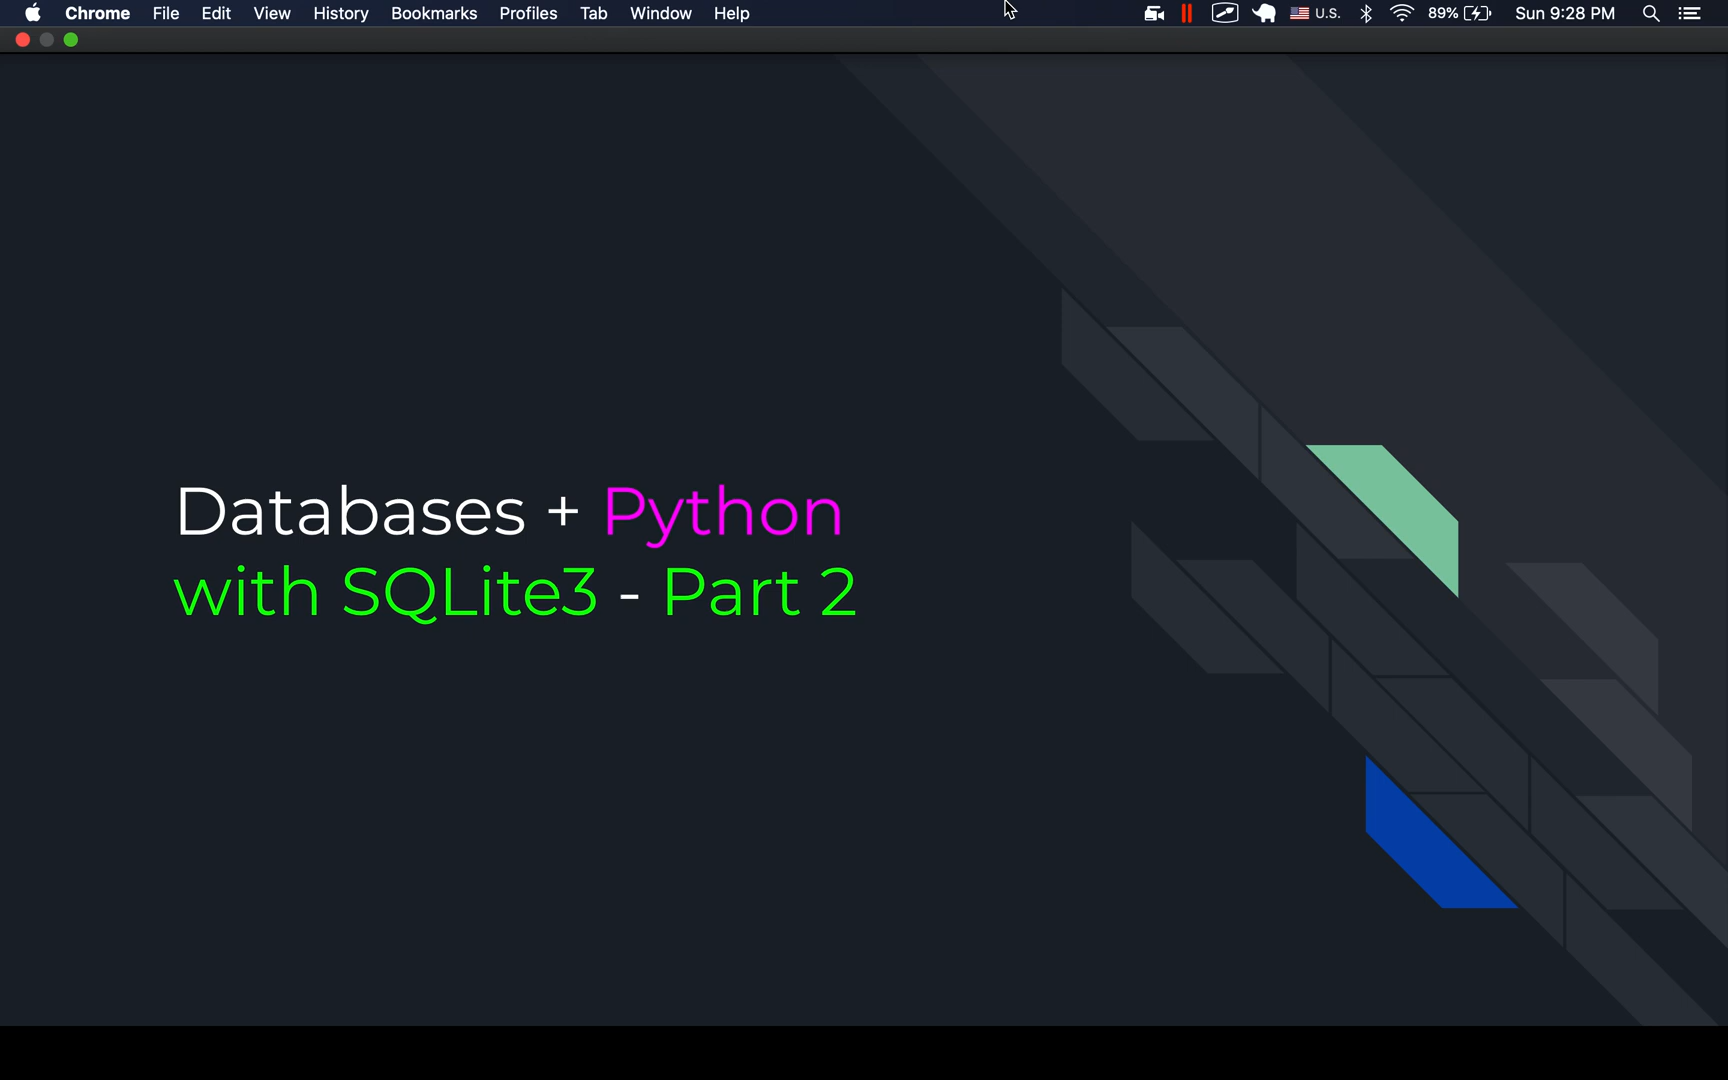 Chrome File Edit View History Bookmarks Profiles Tab Window Help U.S. 89% Sun 9:28 PM
Databases + Python
with SQLite3 - Part 2